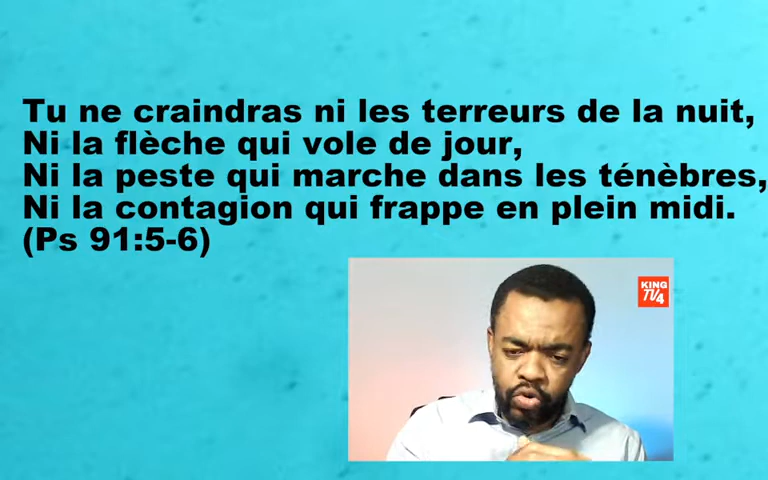 Tu ne craindras ni les terreurs de la nuit,
Ni la flèche qui vole de jour,
Ni la peste qui marche dans les ténèbres,
Ni la contagion qui frappe en plein midi.
(Ps 91:5-6)
KING
TV4